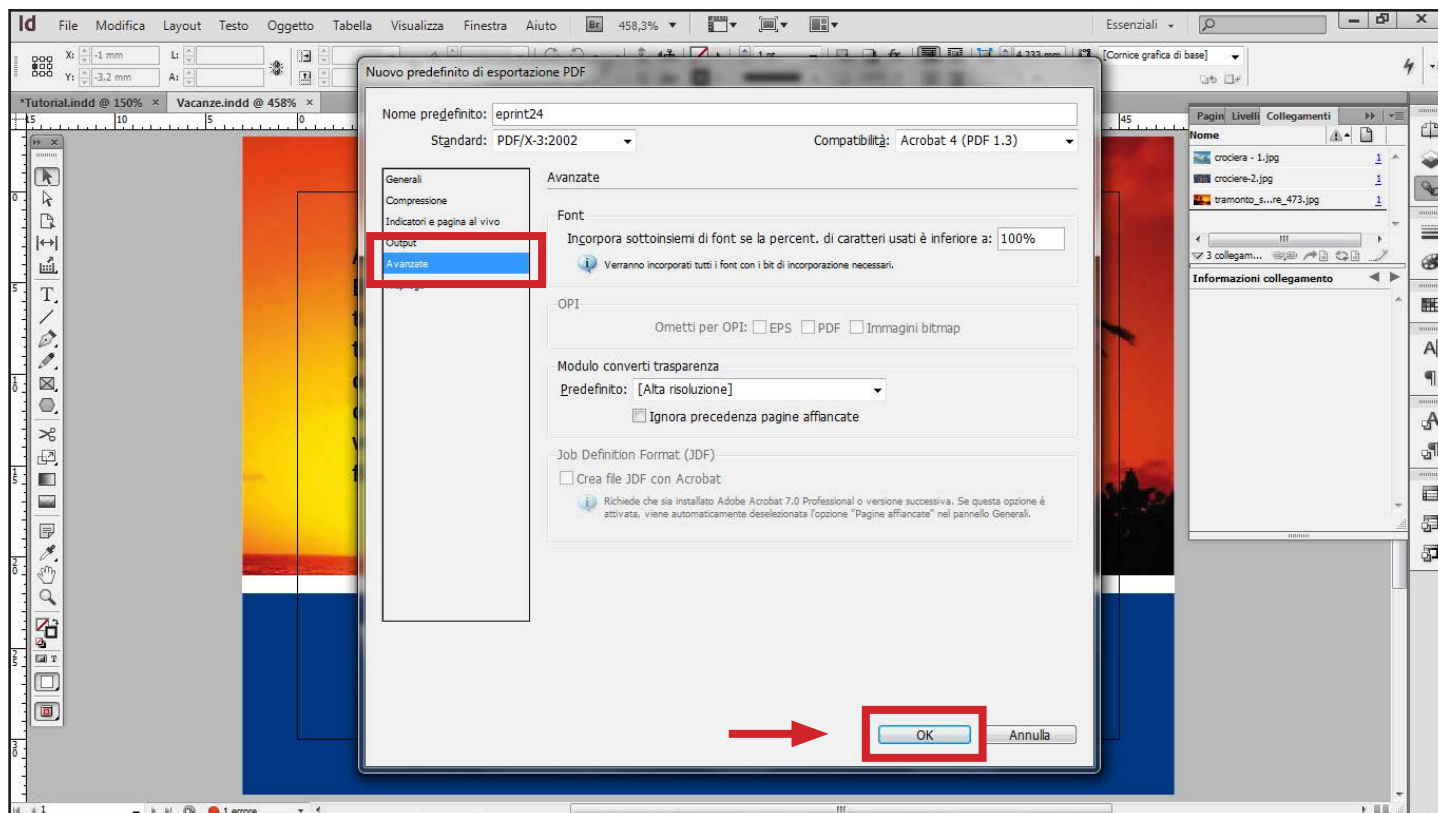 Id File Modifica Layout Testo Oggetto Tabella Visualizza Finestra Aiuto Br 458,3% Essenziali
X: -1 mm L:
Y: -3,2 mm A:
1 pt
4,233 mm
[Cornice grafica di base]
*Tutorial.indd @ 150% × Vacanze.indd @ 458% ×
Nuovo predefinito di esportazione PDF
Nome predefinito: eprint24
Standard: PDF/X-3:2002 Compatibilità: Acrobat 4 (PDF 1.3)
Generali
Compressione
Indicatori e pagina al vivo
Output
Avanzate
Avanzate
Font
Incorpora sottoinsiemi di font se la percent. di caratteri usati è inferiore a: 100%
Verranno incorporati tutti i font con i bit di incorporazione necessari.
OPI
Ometti per OPI: EPS PDF Immagini bitmap
Modulo converti trasparenza
Predefinito: [Alta risoluzione]
Ignora precedenza pagine affiancate
Job Definition Format (JDF)
Crea file JDF con Acrobat
Richiede che sia installato Adobe Acrobat 7.0 Professional o versione successiva. Se questa opzione è
attivata, viene automaticamente deselezionata l'opzione "Pagine affiancate" nel pannello Generali.
OK Annulla
Pagin Livelli Collegamenti
Nome
crociera - 1.jpg 1
crociere-2.jpg 1
tramonto_s...re_473.jpg 1
3 collegam...
Informazioni collegamento
1 1 errore